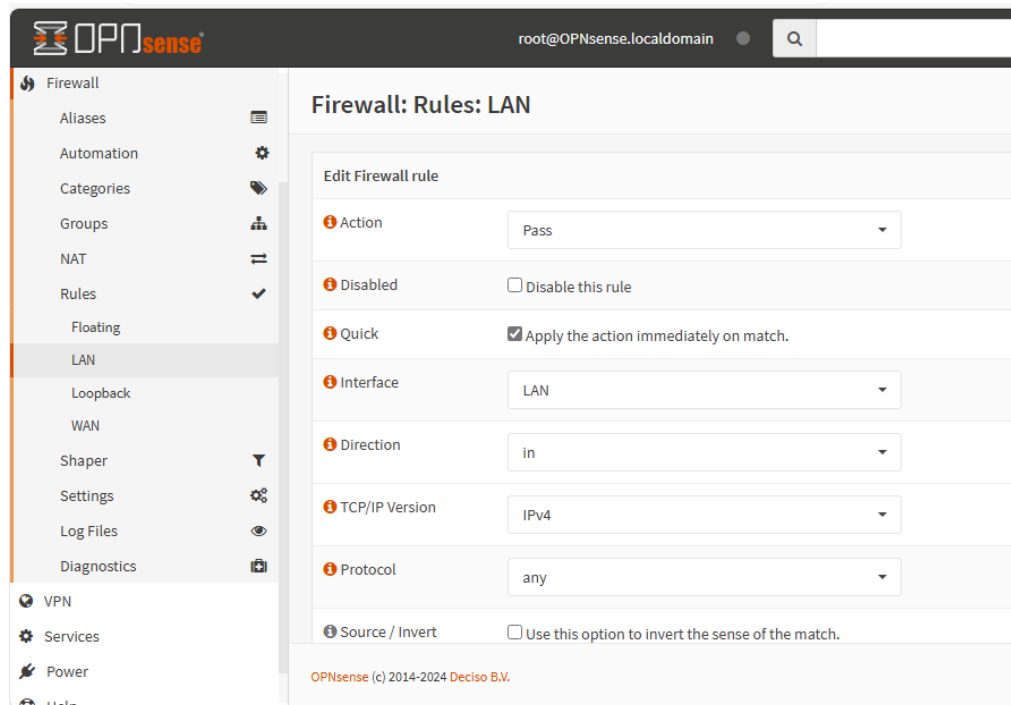 OPNsense
root@OPNsense.localdomain
Firewall
Aliases
Automation
Categories
Groups
NAT
Rules
Floating
LAN
Loopback
WAN
Shaper
Settings
Log Files
Diagnostics
VPN
Services
Power
Help
Firewall: Rules: LAN
Edit Firewall rule
Action Pass
Disabled Disable this rule
Quick Apply the action immediately on match.
Interface LAN
Direction in
TCP/IP Version IPv4
Protocol any
Source / Invert Use this option to invert the sense of the match.
OPNsense (c) 2014-2024 Deciso B.V.